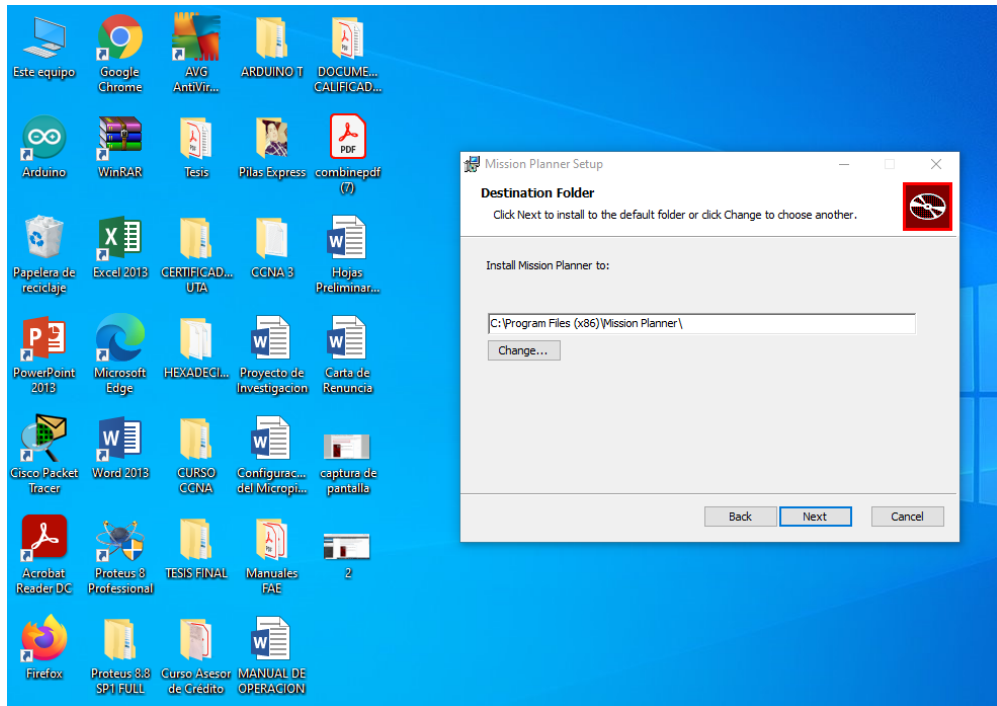 Este equipo
Google
Chrome
AVG
AntiVir...
ARDUINO T
DOCUME...
CALIFICAD...
Arduino
WinRAR
Tesis
Pilas Express
PDF
combinepdf
(7)
Papelera de
reciclaje
Excel 2013
CERTIFICAD...
UTA
CCNA 3
Hojas
Preliminar...
PowerPoint
2013
Microsoft
Edge
HEXADECI...
Proyecto de
Investigacion
Carta de
Renuncia
Cisco Packet
Tracer
Word 2013
CURSO
CCNA
Configurac...
del Micropi...
captura de
pantalla
Acrobat
Reader DC
Proteus 8
Professional
TESIS FINAL
Manuales
FAE
2
Firefox
Proteus 8.8
SP1 FULL
Curso Asesor
de Crédito
MANUAL DE
OPERACION
Mission Planner Setup
Destination Folder
Click Next to install to the default folder or click Change to choose another.
Install Mission Planner to:
C:\Program Files (x86)\Mission Planner\
Change...
Back
Next
Cancel